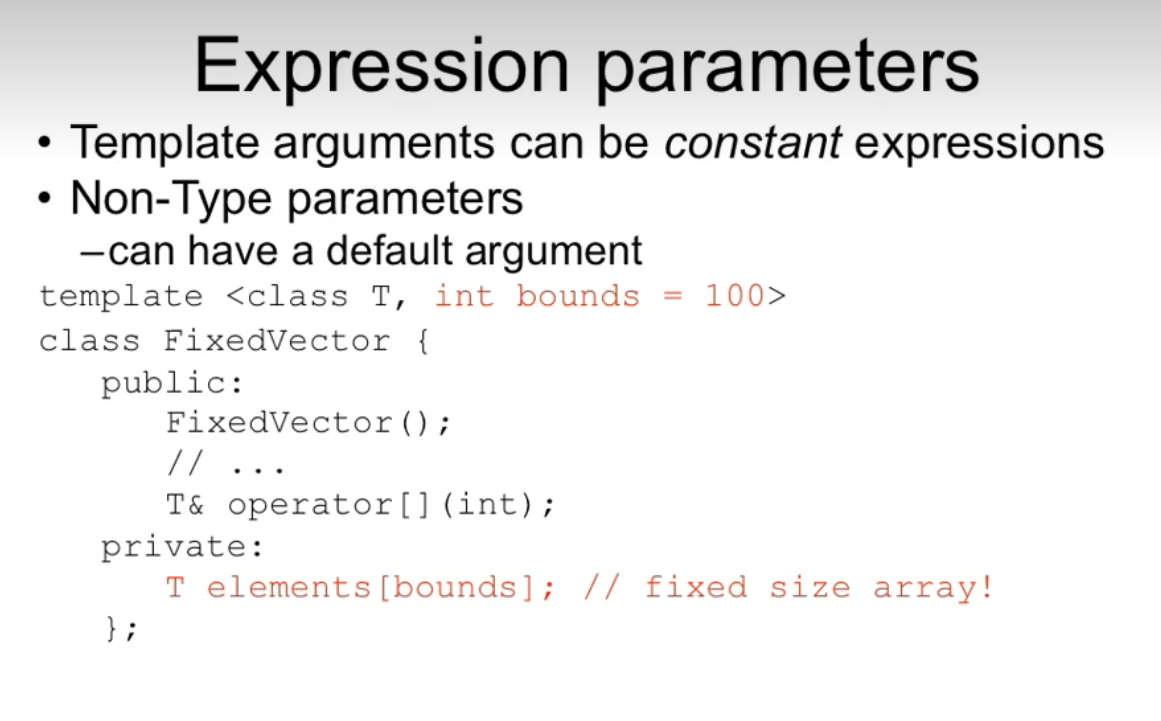 Expression parameters
• Template arguments can be constant expressions
• Non-Type parameters
–can have a default argument
template <class T, int bounds = 100>
class FixedVector {
public:
FixedVector();
// ...
T& operator[](int);
private:
T elements[bounds]; // fixed size array!
};